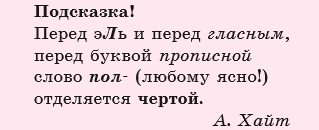 Подсказка!
Перед эЛь и перед гласным,
перед буквой прописной
слово пол- (любому ясно!)
отделяется чертой.
А. Хайт